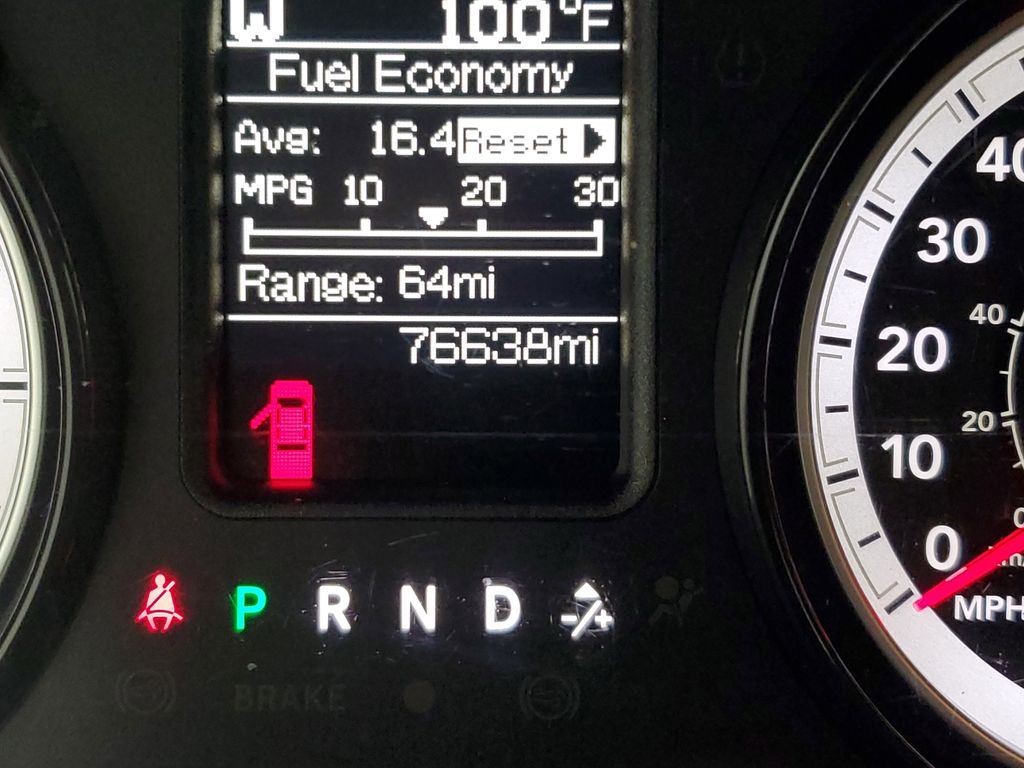 W 100°F
Fuel Economy
Avg: 16.4 Reset
MPG 10 20 30
Range: 64mi
76638mi
P R N D -/+
BRAKE
40
30
20
10
0
MPH
40
20